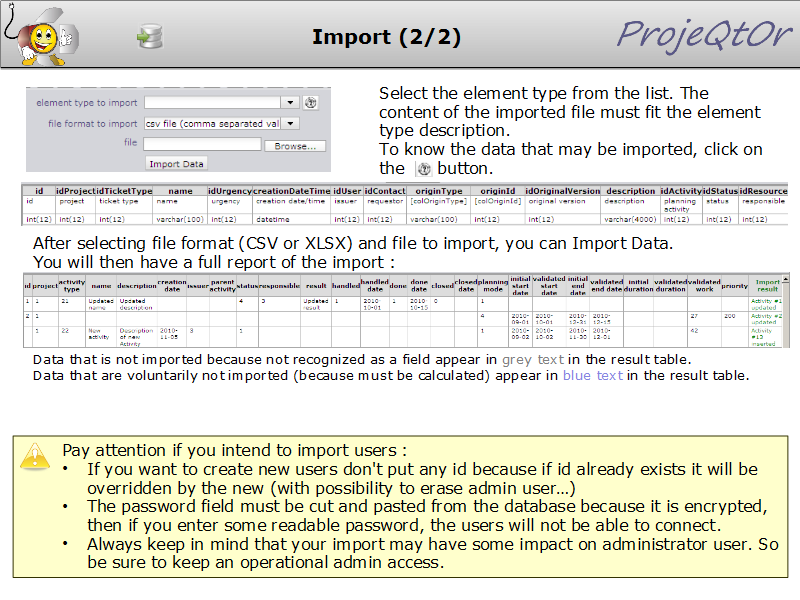 Import (2/2)
ProjeQtOr
element type to import
file format to import csv file (comma separated val
file Browse...
Import Data
Select the element type from the list. The
content of the imported file must fit the element
type description.
To know the data that may be imported, click on
the button.
id idProject idTicketType name idUrgency creationDateTime idUser idContact originType originId idOriginalVersion description idActivity idStatus idResource
id project ticket type name urgency creation date/time issuer requestor [colOriginType] [colOriginId] original version description planning activity status responsible
int(12) int(12) int(12) varchar(100) int(12) datetime int(12) int(12) varchar(100) int(12) int(12) varchar(4000) int(12) int(12) int(12)
After selecting file format (CSV or XLSX) and file to import, you can Import Data.
You will then have a full report of the import :
id project activity type name description creation date issuer parent activity status responsible result handled handled date done done date closed closed date planning mode initial start date validated start date initial end date validated end date initial duration validated duration validated work priority Import result
1 1 21 Updated name Updated description 4 3 Updated result 1 2010-10-01 1 2010-10-15 0 1 Activity #1 updated
2 1 4 2010-09-01 2010-10-01 2010-12-31 2010-12-15 27 200 Activity #2 updated
1 22 New activity Description of new Activity 2010-11-05 3 1 1 2010-09-02 2010-10-02 2010-11-30 2010-12-01 42 Activity #13 inserted
Data that is not imported because not recognized as a field appear in grey text in the result table.
Data that are voluntarily not imported (because must be calculated) appear in blue text in the result table.
Pay attention if you intend to import users :
• If you want to create new users don't put any id because if id already exists it will be
overridden by the new (with possibility to erase admin user...)
• The password field must be cut and pasted from the database because it is encrypted,
then if you enter some readable password, the users will not be able to connect.
• Always keep in mind that your import may have some impact on administrator user. So
be sure to keep an operational admin access.